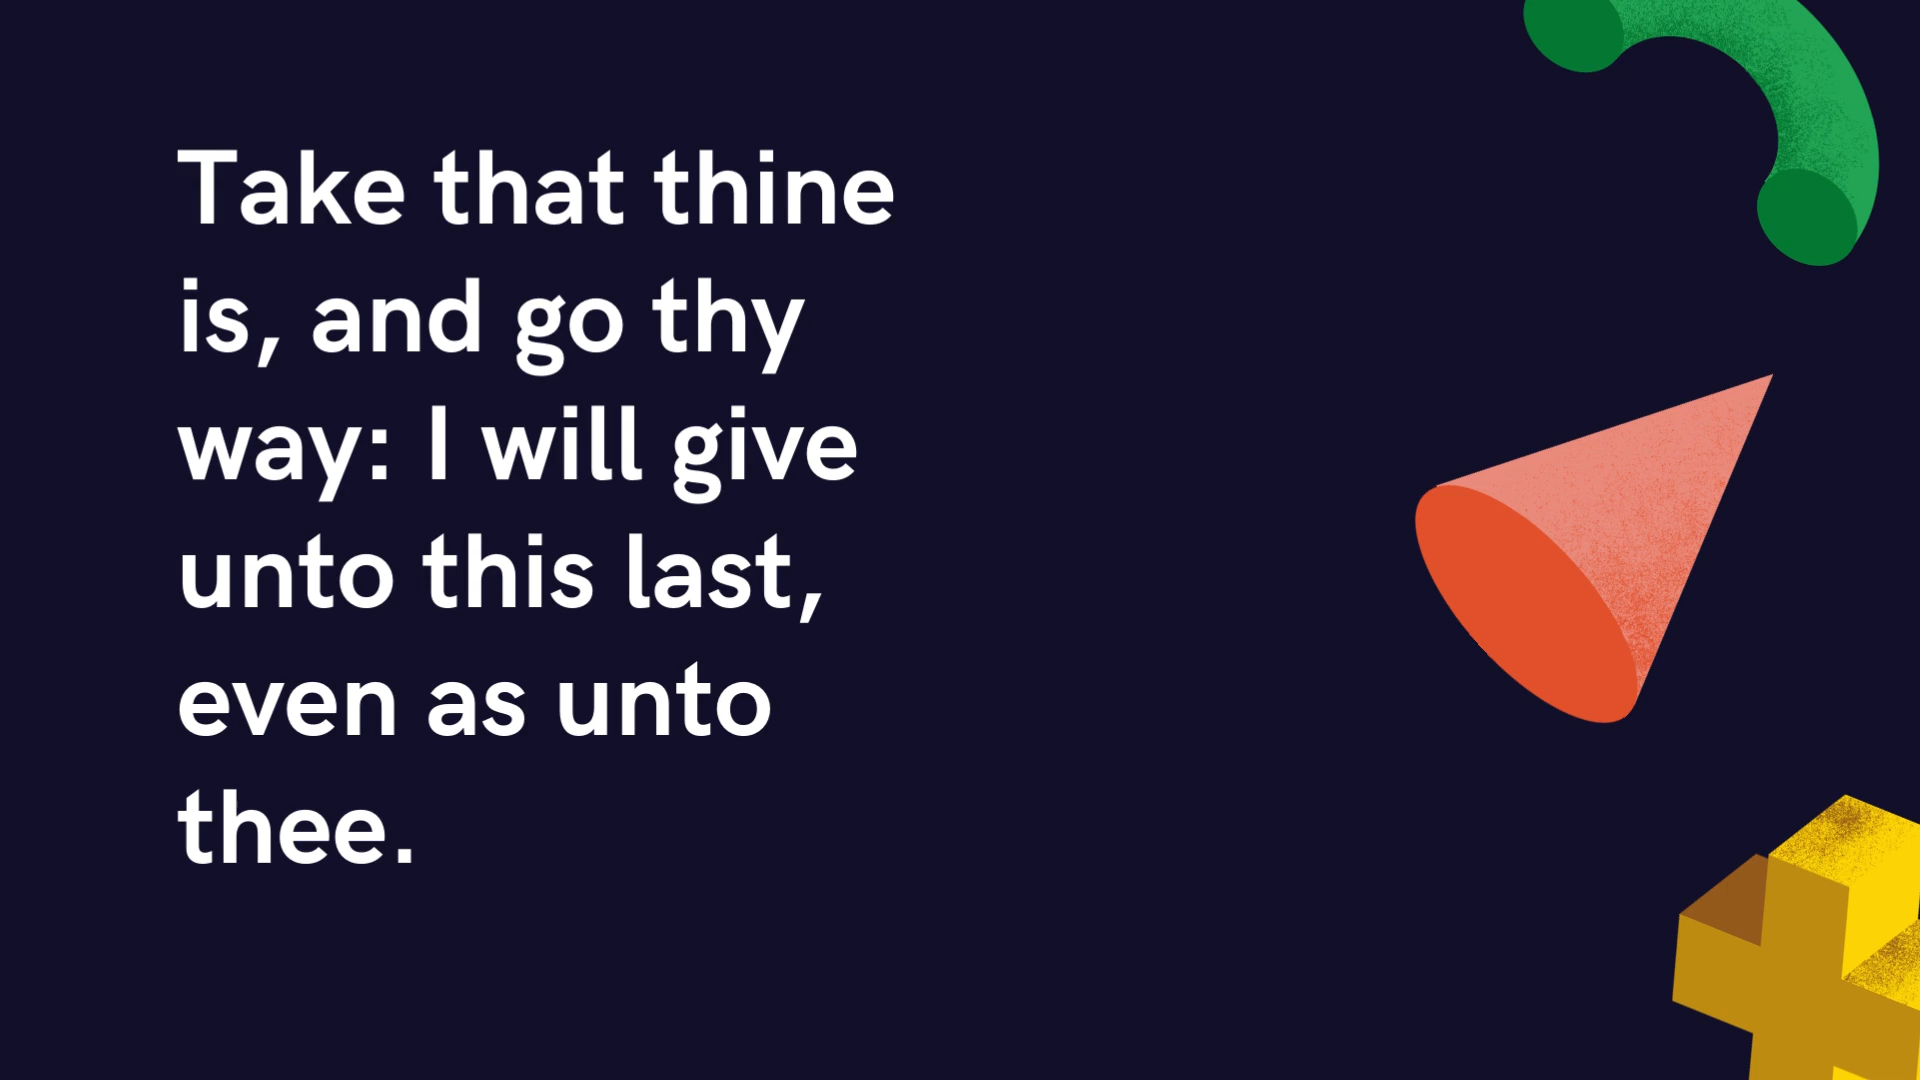 Take that thine
is, and go thy
way: I will give
unto this last,
even as unto
thee.